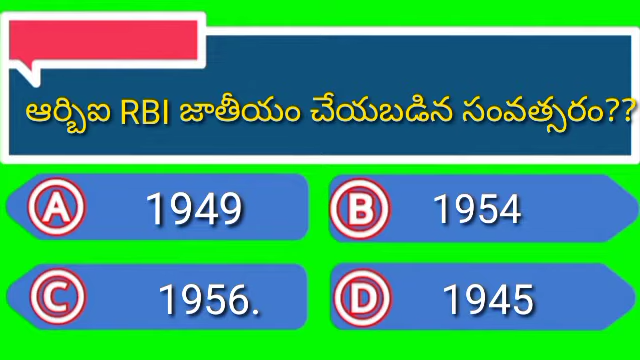 ఆర్బిఐ RBI జాతీయం చేయబడిన సంవత్సరం??
A 1949
B 1954
C 1956.
D 1945